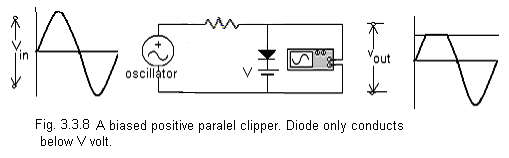 V
in
oscillator
V
V
out
Fig. 3.3.8 A biased positive paralel clipper. Diode only conducts
below V volt.